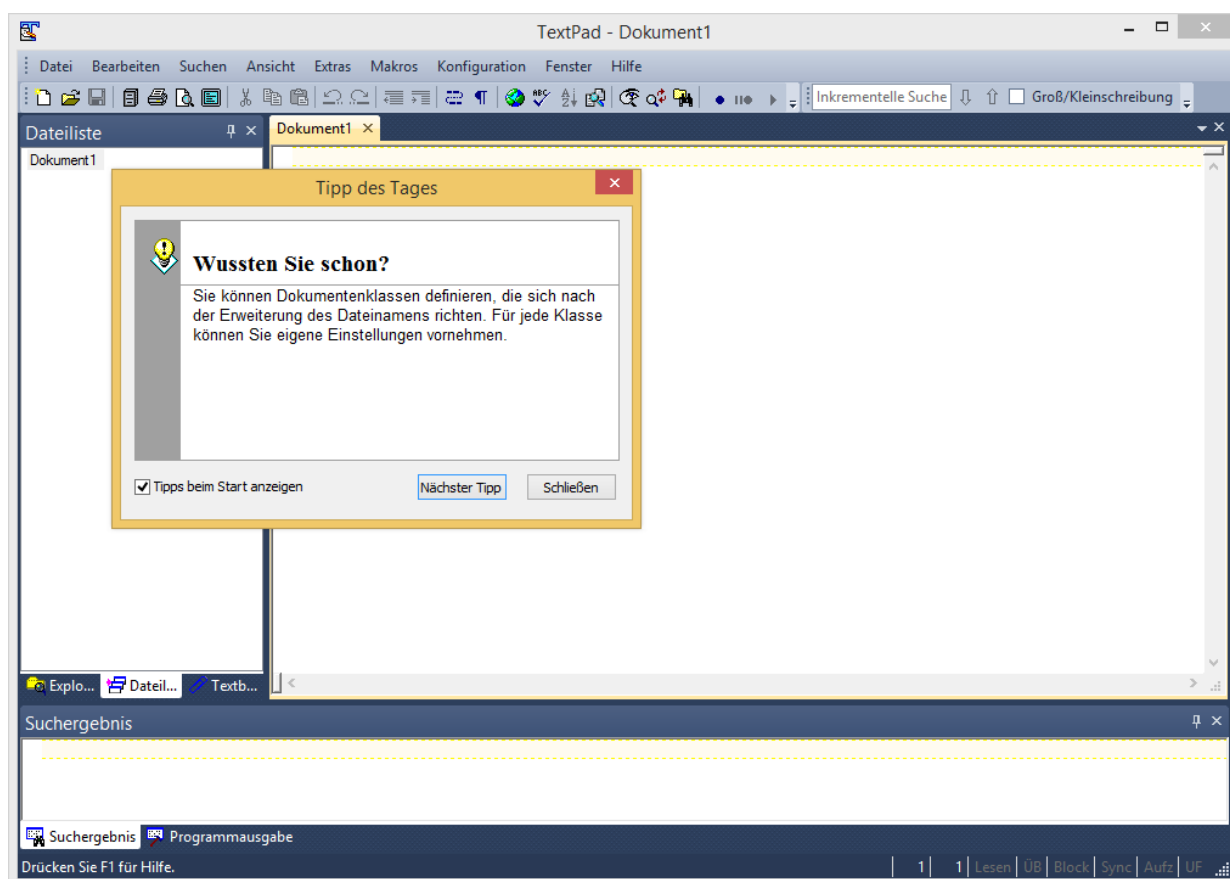 TextPad - Dokument1
Datei Bearbeiten Suchen Ansicht Extras Makros Konfiguration Fenster Hilfe
Inkrementelle Suche Groß/Kleinschreibung
Dateiliste
Dokument1
Dokument1
Tipp des Tages
Wussten Sie schon?
Sie können Dokumentenklassen definieren, die sich nach
der Erweiterung des Dateinamens richten. Für jede Klasse
können Sie eigene Einstellungen vornehmen.
Tipps beim Start anzeigen Nächster Tipp Schließen
Explo... Dateil... Textb...
Suchergebnis
Suchergebnis Programmausgabe
Drücken Sie F1 für Hilfe. 1 1 Lesen ÜB Block Sync Aufz UF